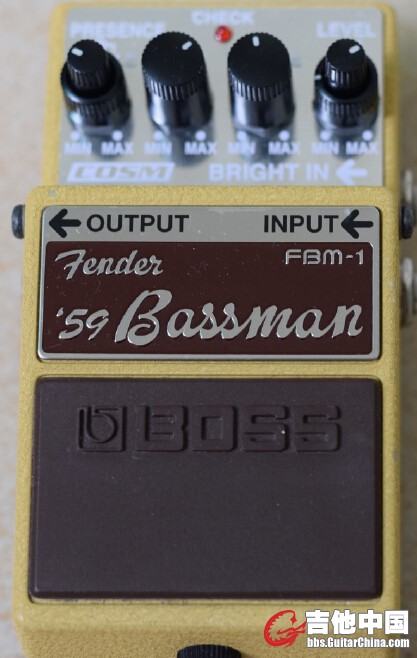 CHECK
PRESENCE LEVEL
MIN MAX MIN MAX MIN MAX MIN MAX
COSM BRIGHT IN
OUTPUT INPUT
Fender FBM-1
'59 Bassman
BOSS
吉他中国
bbs.GuitarChina.com